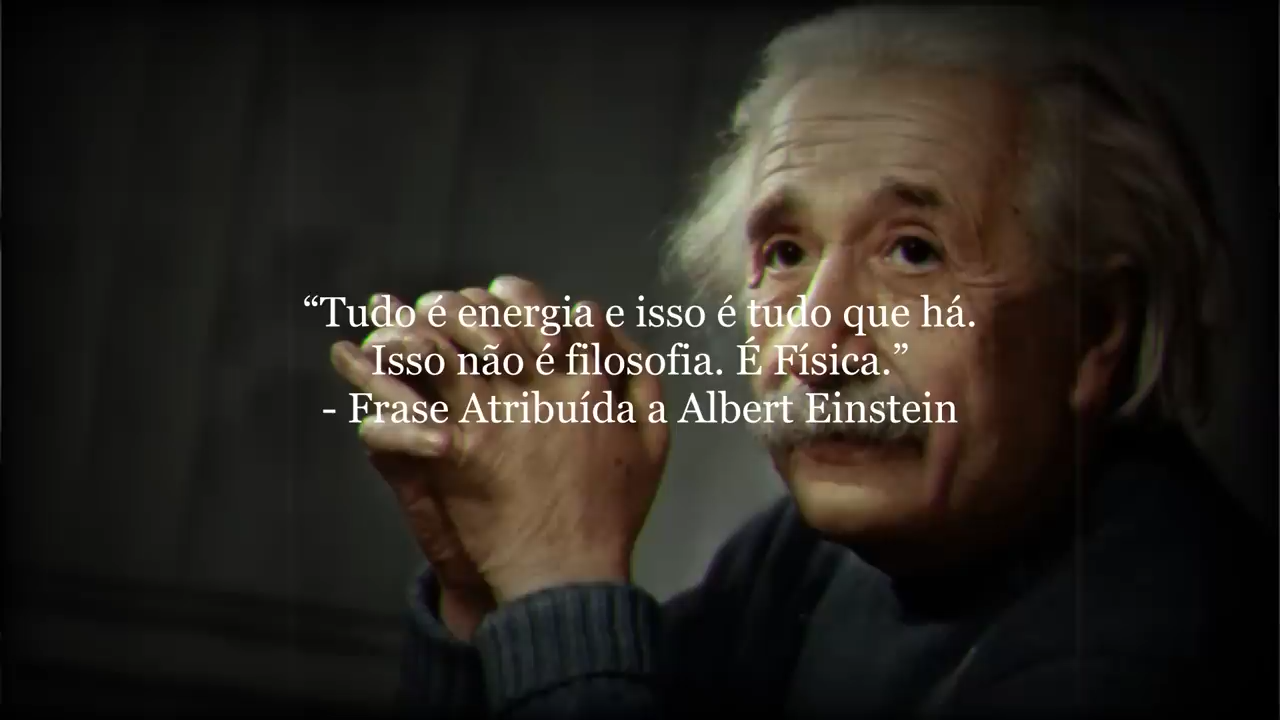 “Tudo é energia e isso é tudo que há.
Isso não é filosofia. É Física.”
- Frase Atribuída a Albert Einstein